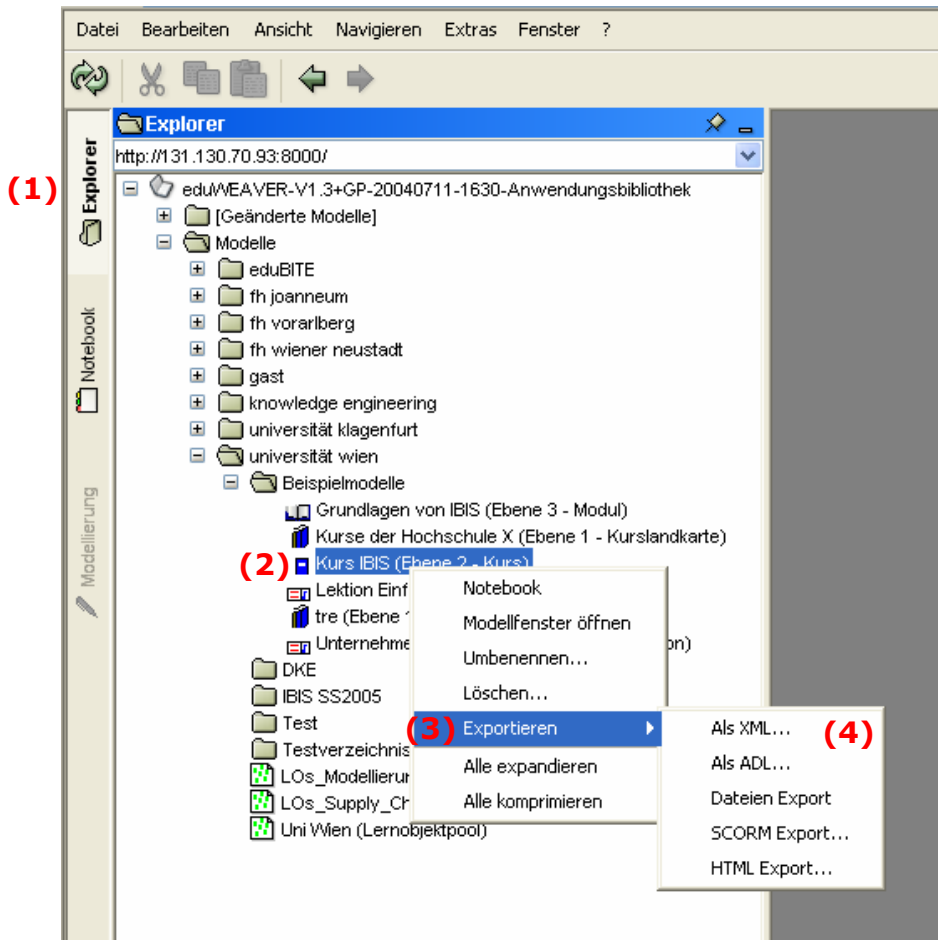 Datei Bearbeiten Ansicht Navigieren Extras Fenster ?
Explorer
http://131.130.70.93:8000/
(1) Explorer
Notebook
Modellierung
eduWEAVER-V1.3+GP-20040711-1630-Anwendungsbibliothek
[Geänderte Modelle]
Modelle
eduBITE
fh joanneum
fh vorarlberg
fh wiener neustadt
gast
knowledge engineering
universität klagenfurt
universität wien
Beispielmodelle
Grundlagen von IBIS (Ebene 3 - Modul)
Kurse der Hochschule X (Ebene 1 - Kurslandkarte)
(2) Kurs IBIS (Ebene 2 - Kurs)
Lektion Einf
tre (Ebene 1
Unternehme on)
DKE
IBIS SS2005
Test
Testverzeichnis
LOs_Modellierur
LOs_Supply_Ch
Uni Wien (Lernobjektpool)
Notebook
Modellfenster öffnen
Umbenennen...
Löschen...
(3) Exportieren
Alle expandieren
Alle komprimieren
Als XML... (4)
Als ADL...
Dateien Export
SCORM Export...
HTML Export...